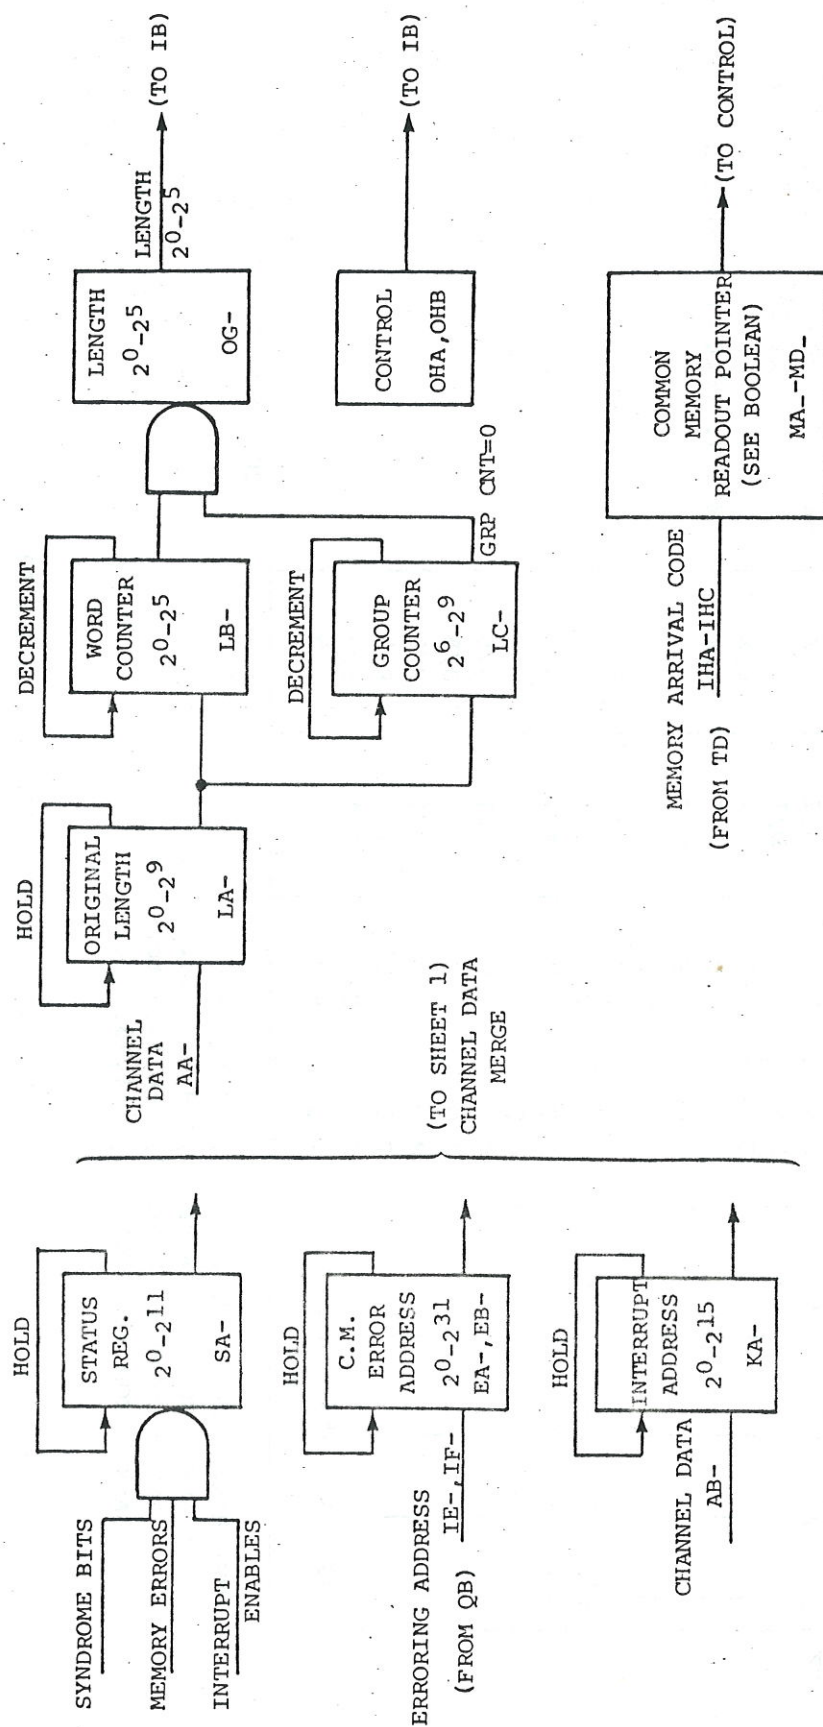 SYNDROME BITS
MEMORY ERRORS
INTERRUPT
ENABLES
HOLD
STATUS
REG.
2^0-2^11
SA-
ERRORING ADDRESS
IE-,IF-
(FROM QB)
HOLD
C.M.
ERROR
ADDRESS
2^0-2^31
EA-,EB-
CHANNEL DATA
AB-
HOLD
INTERRUPT
ADDRESS
2^0-2^15
KA-
(TO SHEET 1)
CHANNEL DATA
MERGE
CHANNEL
DATA
AA-
HOLD
ORIGINAL
LENGTH
2^0-2^9
LA-
DECREMENT
WORD
COUNTER
2^0-2^5
LB-
DECREMENT
GROUP
COUNTER
2^6-2^9
LC-
GRP CNT=0
LENGTH
2^0-2^5
OG-
LENGTH
2^0-2^5
(TO IB)
CONTROL
OHA,OHB
(TO IB)
MEMORY ARRIVAL CODE
IHA-IHC
(FROM TD)
COMMON
MEMORY
READOUT POINTER
(SEE BOOLEAN)
MA_-MD_
(TO CONTROL)